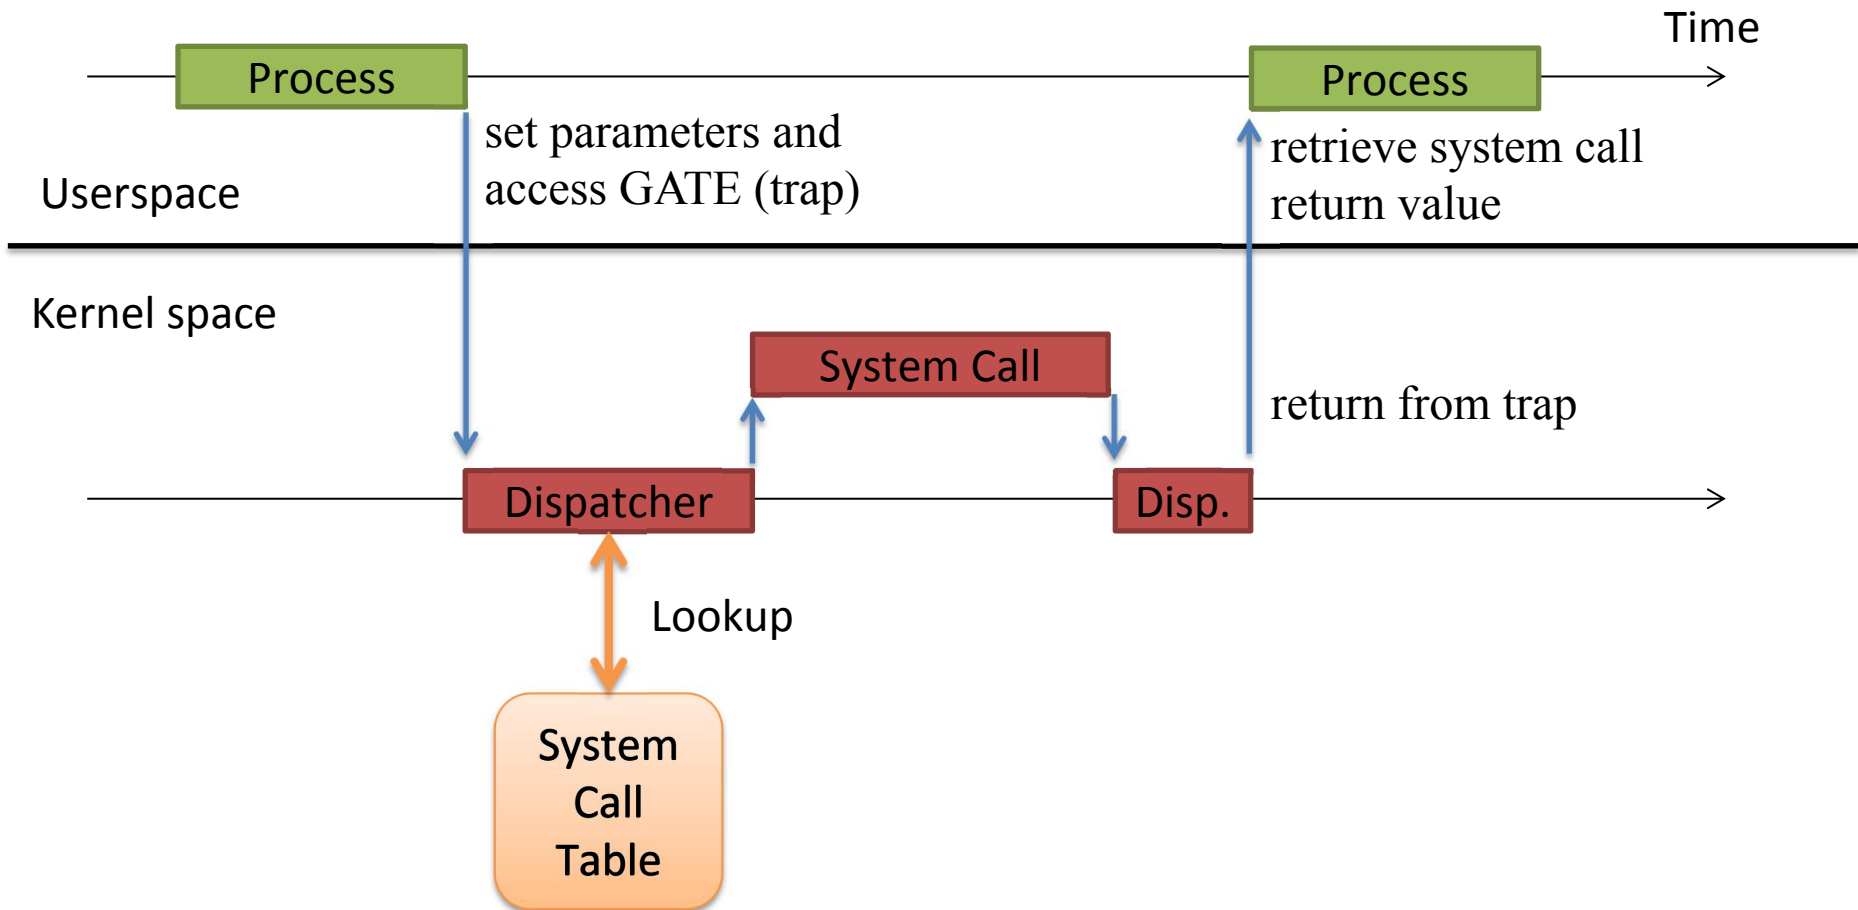 Time
Process
Process
set parameters and
access GATE (trap)
retrieve system call
return value
Userspace
Kernel space
System Call
return from trap
Dispatcher
Disp.
Lookup
System
Call
Table